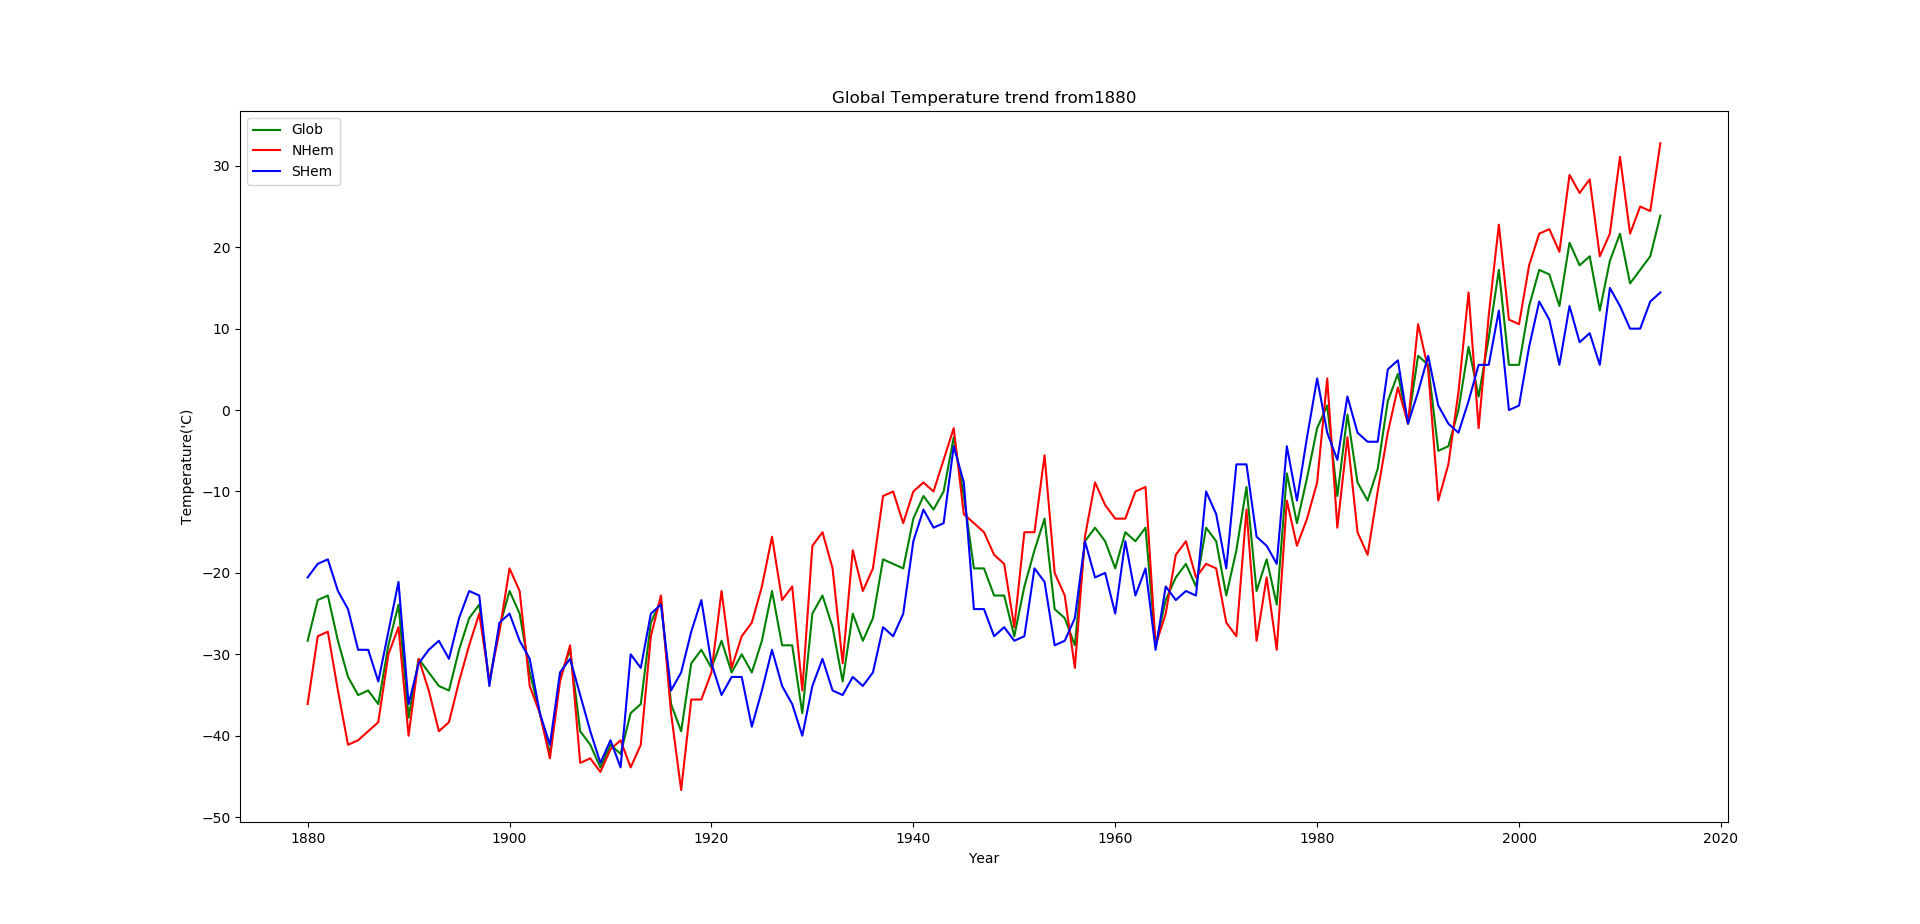 Global Temperature trend from1880
Glob
NHem
SHem
30
20
10
0
−10
−20
−30
−40
−50
Temperature('C)
1880 1900 1920 1940 1960 1980 2000 2020
Year